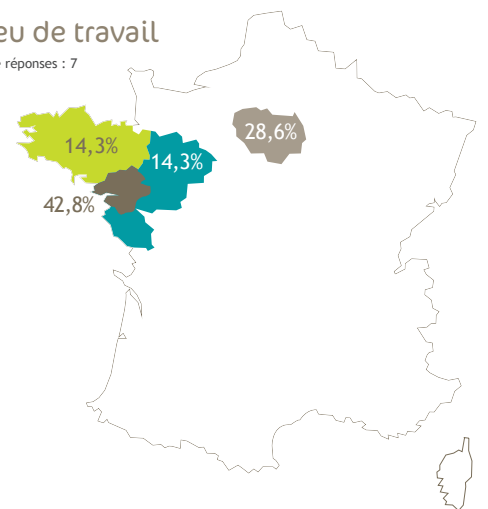 eu de travail
réponses : 7
28,6%
14,3%
14,3%
42,8%